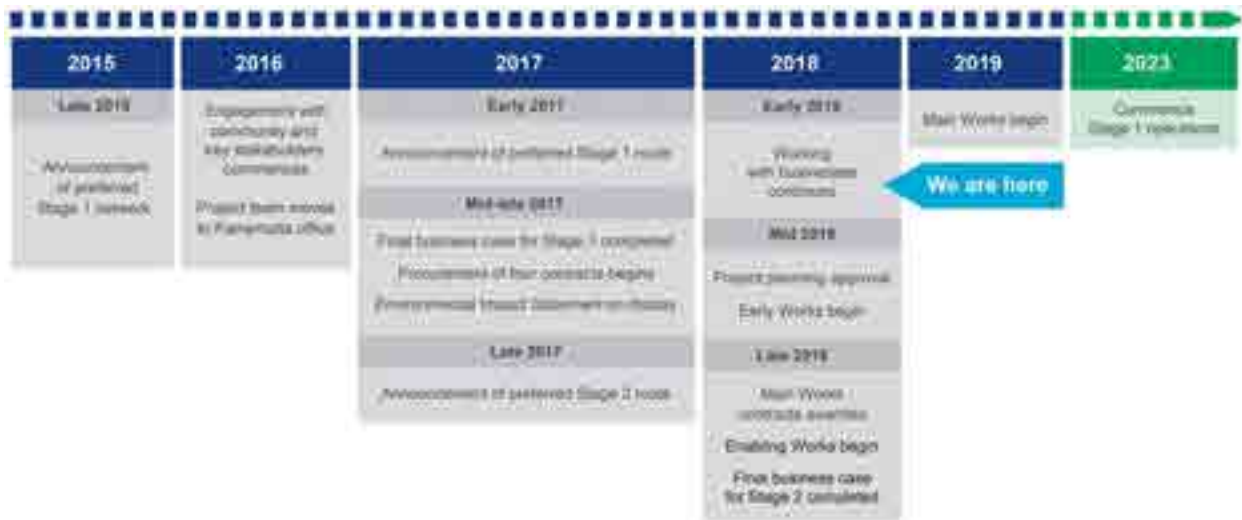 2015
Late 2015
Announcement
of preferred
Stage 1 network
2016
Engagement with
community and
key stakeholders
commences
Project team moves
to Parramatta office
2017
Early 2017
Announcement of preferred Stage 1 route
Mid-late 2017
Final business case for Stage 1 completed
Procurement of four contracts begins
Environmental Impact Statement on display
Late 2017
Announcement of preferred Stage 2 route
2018
Early 2018
Working
with businesses
continues
Mid 2018
Project planning approval
Early Works begin
Late 2018
Main Works
contracts awarded
Enabling Works begin
Final business case
for Stage 2 completed
2019
Main Works begin
We are here
2023
Commence
Stage 1 operations